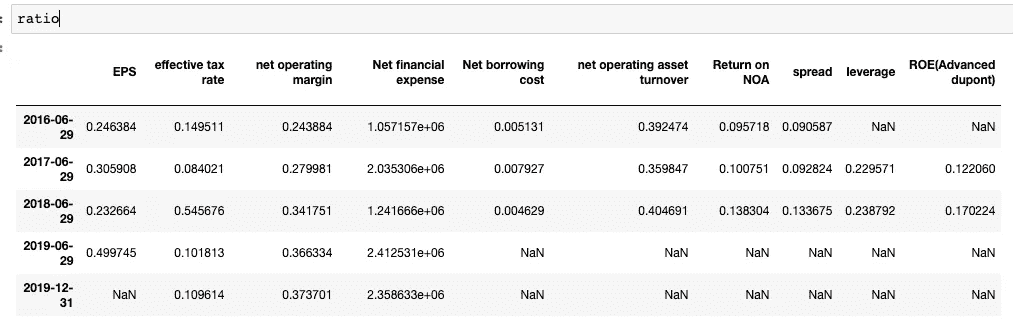 ratio
EPS effective tax rate net operating margin Net financial expense Net borrowing cost net operating asset turnover Return on NOA spread leverage ROE(Advanced dupont)
2016-06-29 0.246384 0.149511 0.243884 1.057157e+06 0.005131 0.392474 0.095718 0.090587 NaN NaN
2017-06-29 0.305908 0.084021 0.279981 2.035306e+06 0.007927 0.359847 0.100751 0.092824 0.229571 0.122060
2018-06-29 0.232664 0.545676 0.341751 1.241666e+06 0.004629 0.404691 0.138304 0.133675 0.238792 0.170224
2019-06-29 0.499745 0.101813 0.366334 2.412531e+06 NaN NaN NaN NaN NaN NaN
2019-12-31 NaN 0.109614 0.373701 2.358633e+06 NaN NaN NaN NaN NaN NaN